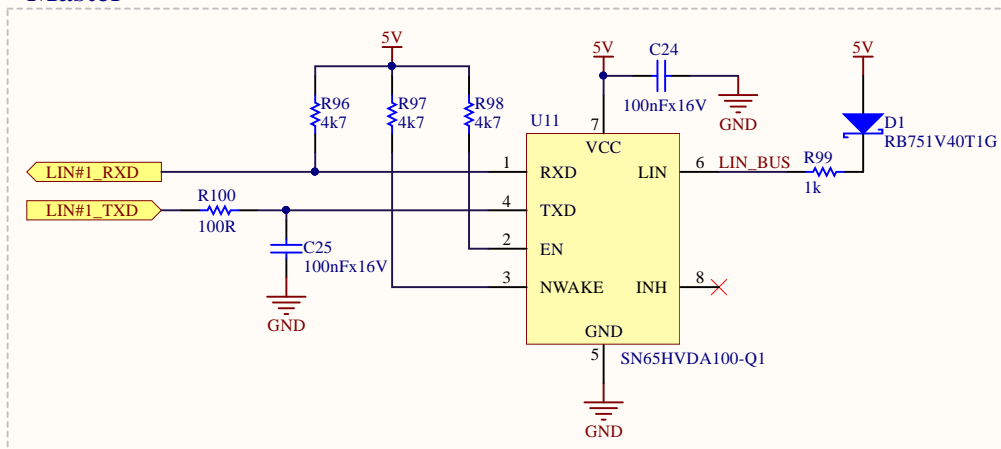 Master
5V
5V
C24
5V
R96
4k7
R97
4k7
R98
4k7
100nFx16V
GND
U11
7
VCC
D1
RB751V40T1G
LIN#1_RXD
1
RXD
LIN
6
LIN_BUS
R99
1k
LIN#1_TXD
R100
100R
4
TXD
C25
100nFx16V
2
EN
3
NWAKE
INH
8
GND
GND
5
SN65HVDA100-Q1
GND